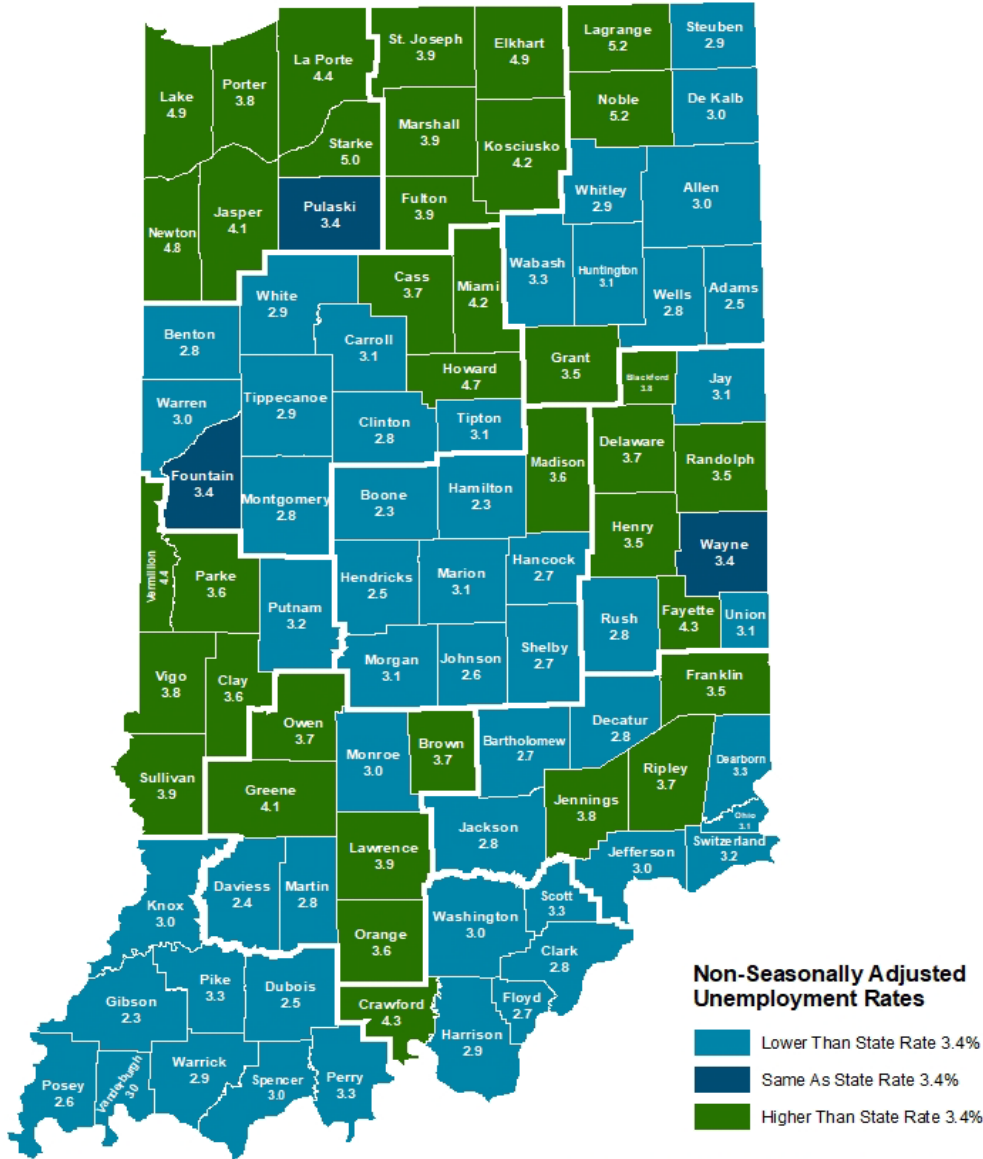 Lagrange
5.2
Steuben
2.9
St. Joseph
3.9
Elkhart
4.9
La Porte
4.4
Porter
3.8
Lake
4.9
Noble
5.2
De Kalb
3.0
Marshall
3.9
Starke
5.0
Kosciusko
4.2
Whitley
2.9
Allen
3.0
Pulaski
3.4
Fulton
3.9
Jasper
4.1
Newton
4.8
Wabash
3.3
Huntington
3.1
Cass
3.7
Miami
4.2
Wells
2.8
Adams
2.5
White
2.9
Benton
2.8
Carroll
3.1
Grant
3.5
Howard
4.7
Blackford
3.8
Jay
3.1
Warren
3.0
Tippecanoe
2.9
Clinton
2.8
Tipton
3.1
Delaware
3.7
Randolph
3.5
Madison
3.6
Fountain
3.4
Montgomery
2.8
Boone
2.3
Hamilton
2.3
Henry
3.5
Wayne
3.4
Vermillion
4.4
Parke
3.6
Hendricks
2.5
Marion
3.1
Hancock
2.7
Putnam
3.2
Rush
2.8
Fayette
4.3
Union
3.1
Morgan
3.1
Johnson
2.6
Shelby
2.7
Vigo
3.8
Clay
3.6
Franklin
3.5
Owen
3.7
Monroe
3.0
Brown
3.7
Bartholomew
2.7
Decatur
2.8
Dearborn
3.3
Ripley
3.7
Sullivan
3.9
Greene
4.1
Jennings
3.8
Ohio
3.1
Jackson
2.8
Switzerland
3.2
Jefferson
3.0
Lawrence
3.9
Daviess
2.4
Martin
2.8
Knox
3.0
Scott
3.3
Washington
3.0
Orange
3.6
Clark
2.8
Pike
3.3
Dubois
2.5
Gibson
2.3
Crawford
4.3
Floyd
2.7
Harrison
2.9
Warrick
2.9
Posey
2.6
Vanderburgh
3.0
Spencer
3.0
Perry
3.3
Non-Seasonally Adjusted
Unemployment Rates
Lower Than State Rate 3.4%
Same As State Rate 3.4%
Higher Than State Rate 3.4%